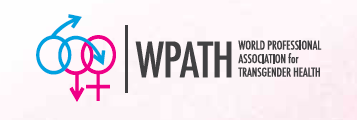 WPATH
WORLD PROFESSIONAL
ASSOCIATION for
TRANSGENDER HEALTH